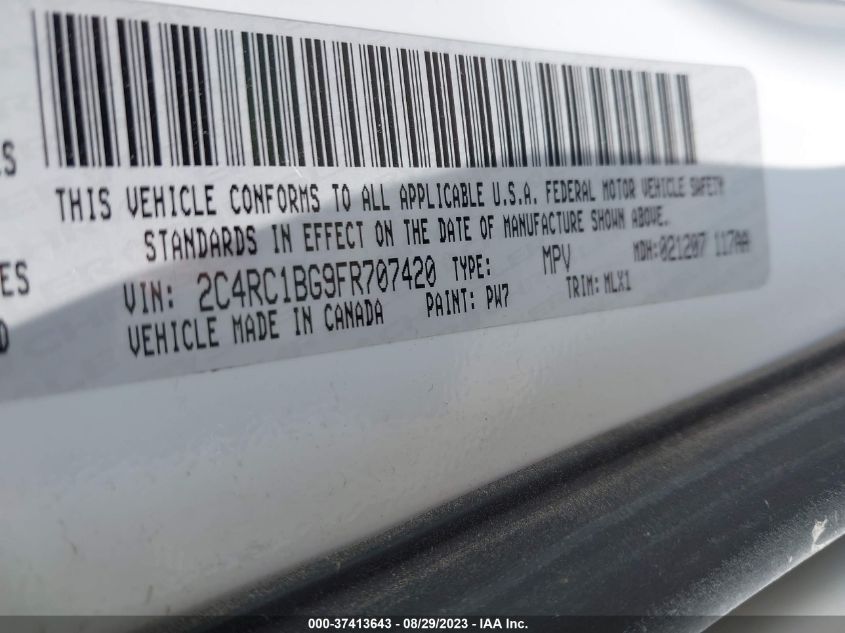 S
ES
D
THIS VEHICLE CONFORMS TO ALL APPLICABLE U.S.A. FEDERAL MOTOR VEHICLE SAFETY
STANDARDS IN EFFECT ON THE DATE OF MANUFACTURE SHOWN ABOVE.
VIN: 2C4RC1BG9FR707420 TYPE: MPV MDH:021207 117AA
VEHICLE MADE IN CANADA PAINT: PW7 TRIM: MLX1
000-37413643 - 08/29/2023 - IAA Inc.